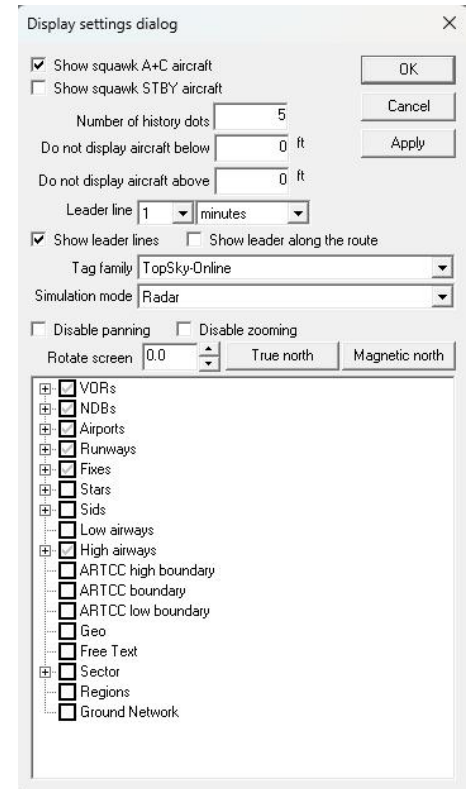 Display settings dialog
Show squawk A+C aircraft
OK
Show squawk STBY aircraft
Cancel
Number of history dots 5
Do not display aircraft below 0 ft
Apply
Do not display aircraft above 0 ft
Leader line 1 minutes
Show leader lines Show leader along the route
Tag family TopSky-Online
Simulation mode Radar
Disable panning Disable zooming
Rotate screen 0.0 True north Magnetic north
VORs
NDBs
Airports
Runways
Fixes
Stars
Sids
Low airways
High airways
ARTCC high boundary
ARTCC boundary
ARTCC low boundary
Geo
Free Text
Sector
Regions
Ground Network